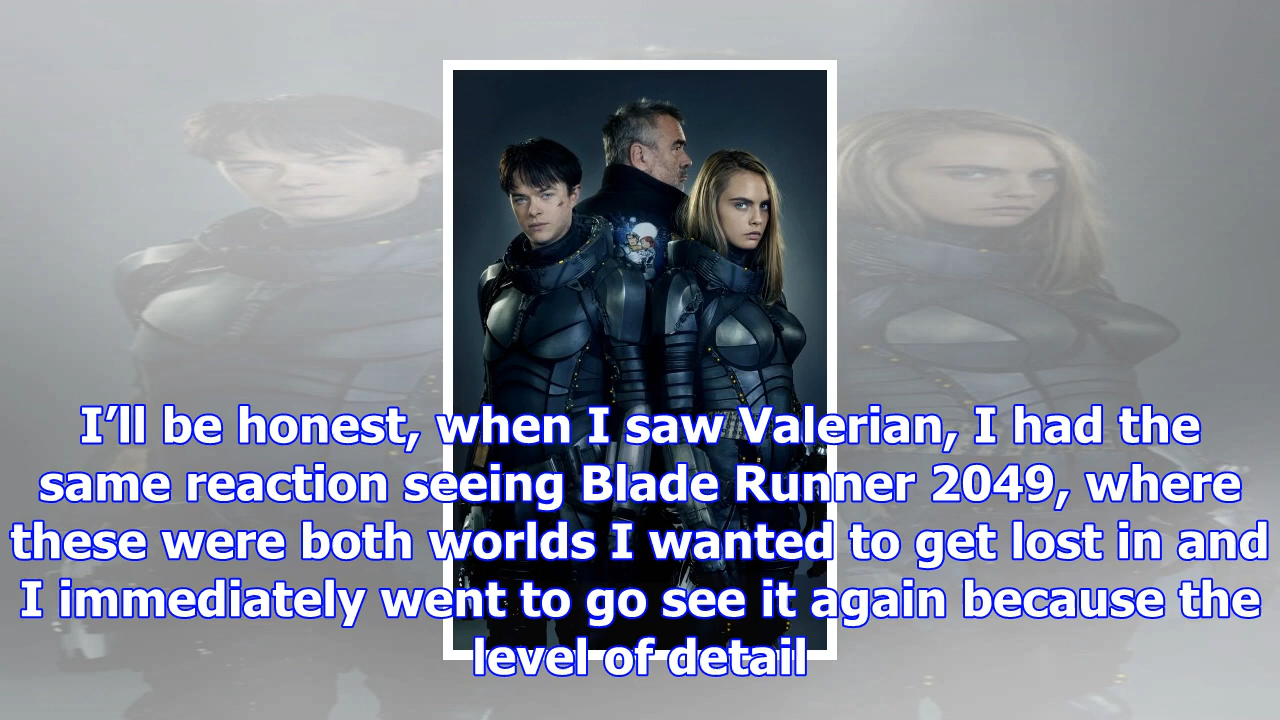 I’ll be honest, when I saw Valerian, I had the
same reaction seeing Blade Runner 2049, where
these were both worlds I wanted to get lost in and
I immediately went to go see it again because the
level of detail